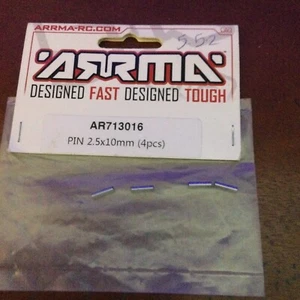 ARRMA-RC.COM
5.52
ARRMA
DESIGNED FAST DESIGNED TOUGH
AR713016
PIN 2.5x10mm (4pcs)